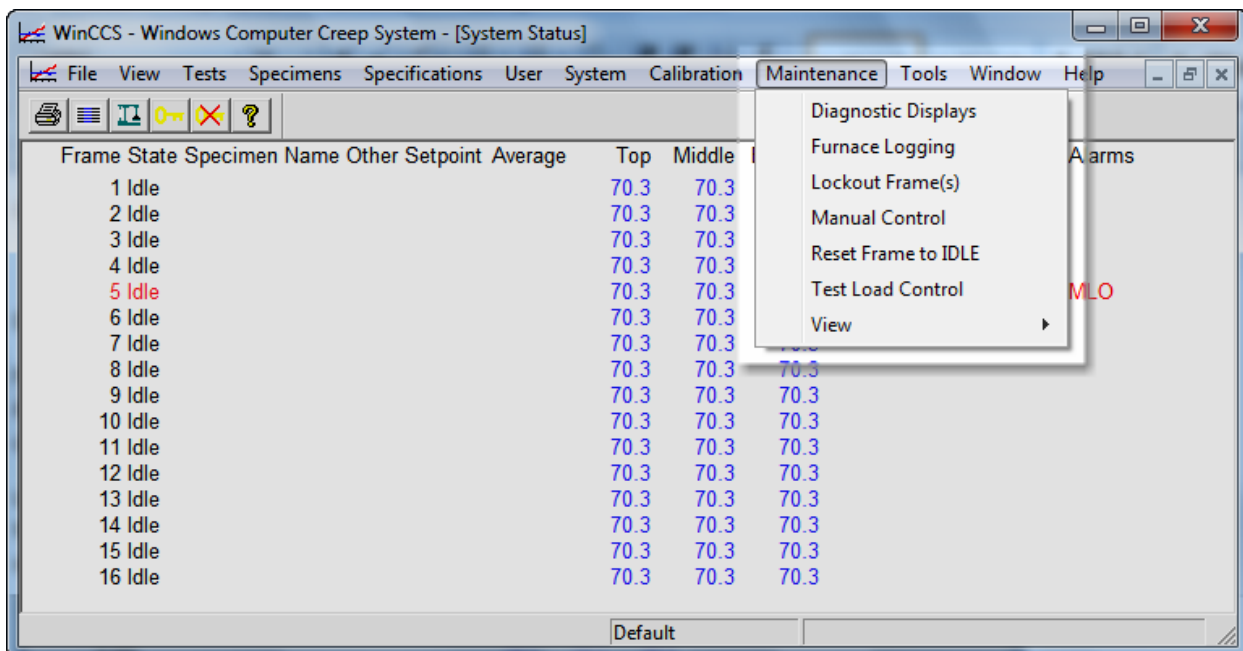 WinCCS - Windows Computer Creep System - [System Status]
File View Tests Specimens Specifications User System Calibration Maintenance Tools Window Help
Diagnostic Displays
Furnace Logging
Lockout Frame(s)
Manual Control
Reset Frame to IDLE
Test Load Control
View
Frame State Specimen Name Other Setpoint Average Top Middle Alarms
1 Idle 70.3 70.3
2 Idle 70.3 70.3
3 Idle 70.3 70.3
4 Idle 70.3 70.3
5 Idle 70.3 70.3 MLO
6 Idle 70.3 70.3
7 Idle 70.3 70.3
8 Idle 70.3 70.3 70.3
9 Idle 70.3 70.3 70.3
10 Idle 70.3 70.3 70.3
11 Idle 70.3 70.3 70.3
12 Idle 70.3 70.3 70.3
13 Idle 70.3 70.3 70.3
14 Idle 70.3 70.3 70.3
15 Idle 70.3 70.3 70.3
16 Idle 70.3 70.3 70.3
Default